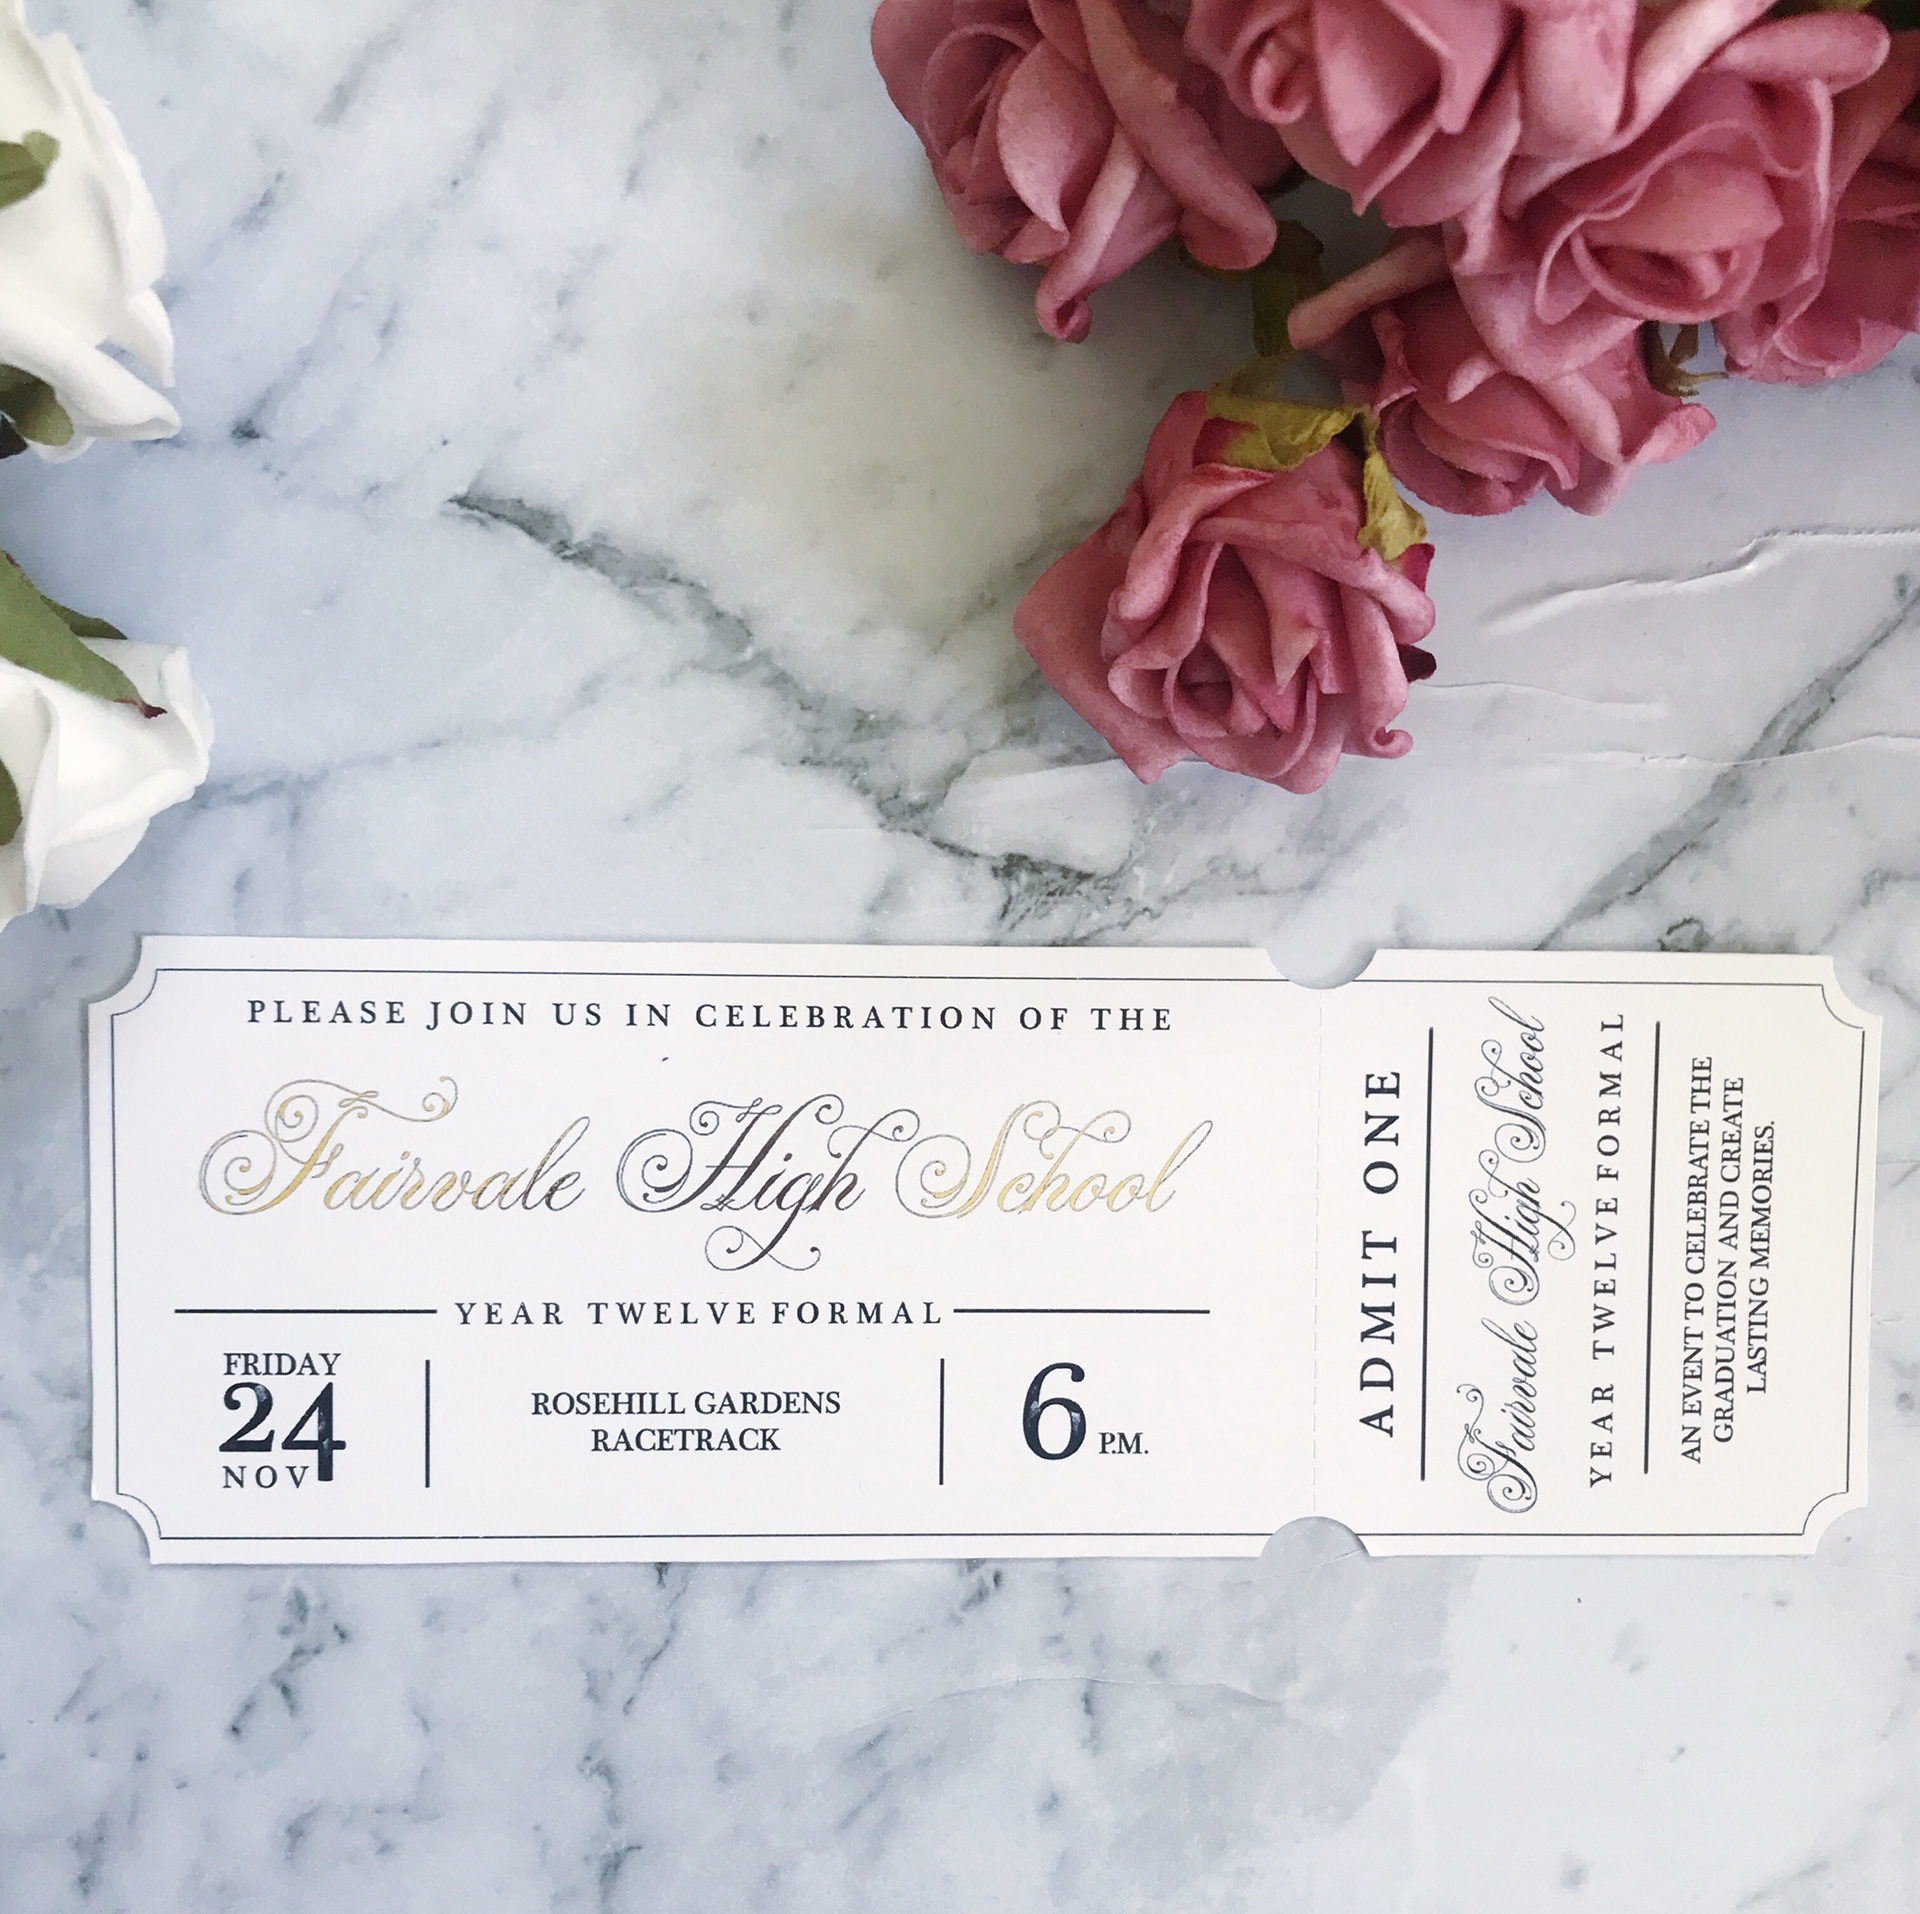 PLEASE JOIN US IN CELEBRATION OF THE
Fairvale High School
YEAR TWELVE FORMAL
FRIDAY
24
NOV
ROSEHILL GARDENS
RACETRACK
6 P.M.
ADMIT ONE
Fairvale High School
YEAR TWELVE FORMAL
AN EVENT TO CELEBRATE THE
GRADUATION AND CREATE
LASTING MEMORIES.